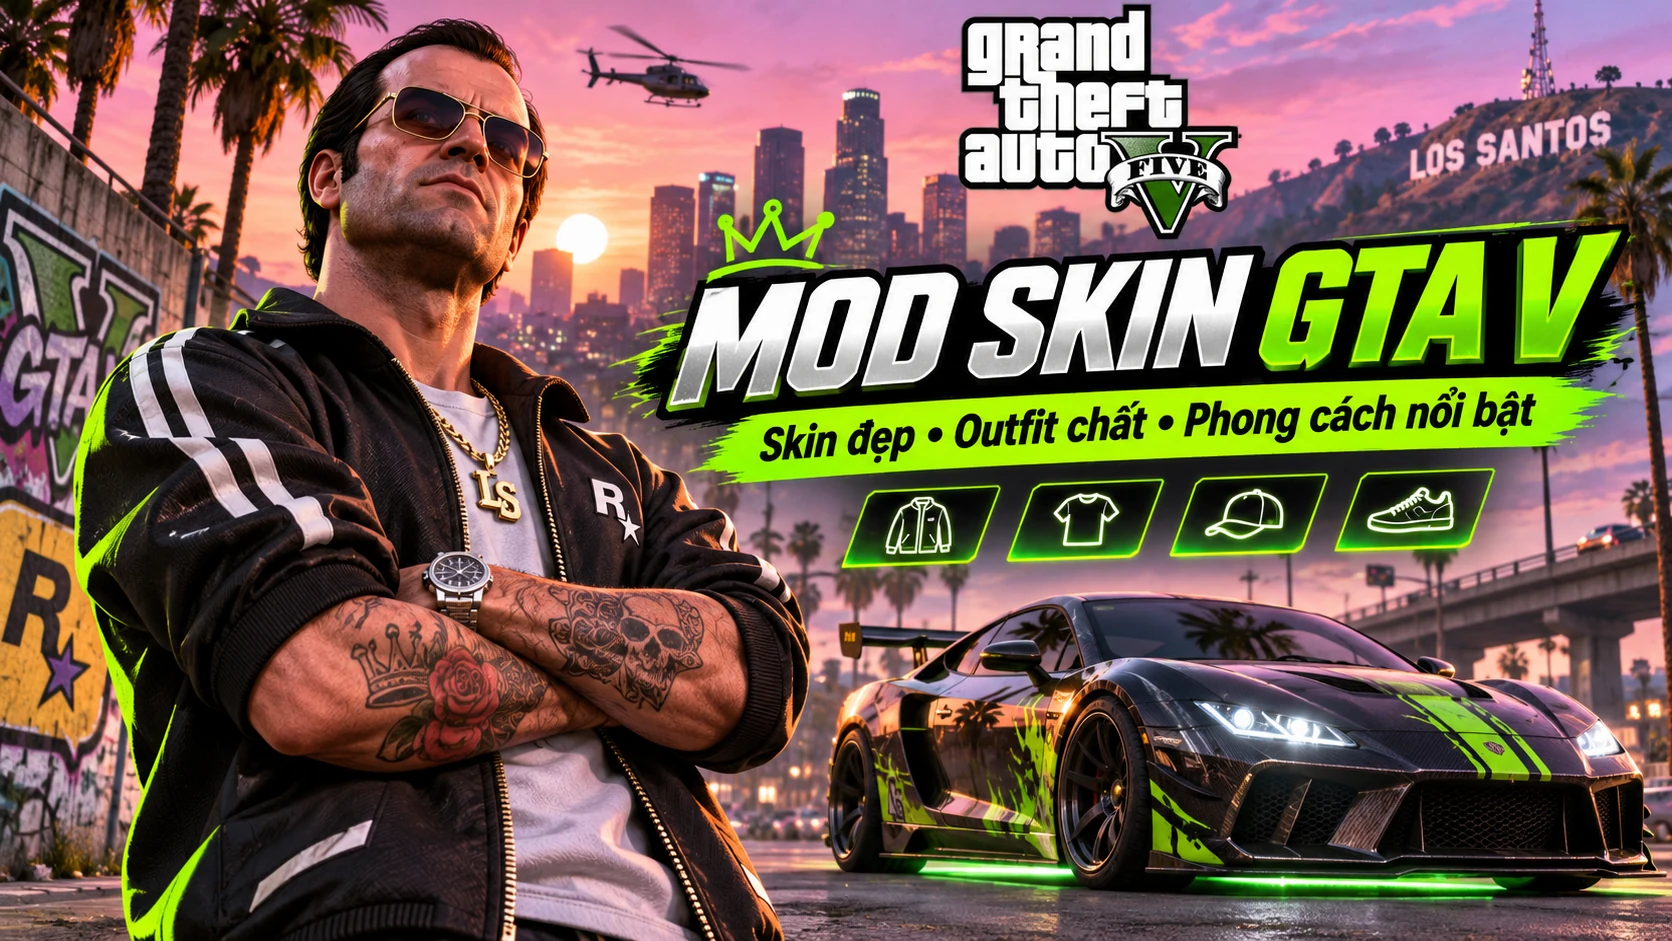 grand
theft
auto
FIVE
LOS SANTOS
MOD SKIN GTA V
Skin đẹp • Outfit chất • Phong cách nổi bật
GTA
LS
R
R